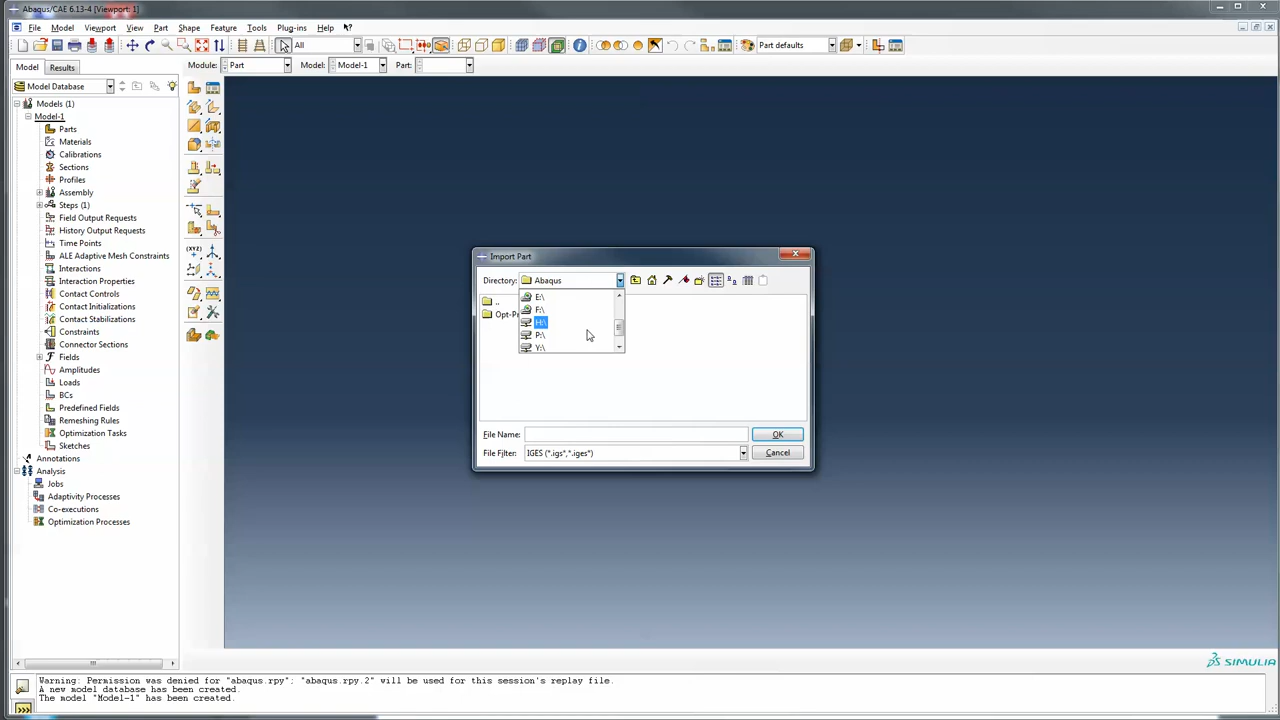 Abaqus/CAE 6.13-4 [Viewport: 1]
File Model Viewport View Part Shape Feature Tools Plug-ins Help
All Part defaults
Model Results Module: Part Model: Model-1 Part:
Model Database
Models (1)
Model-1
Parts
Materials
Calibrations
Sections
Profiles
Assembly
Steps (1)
Field Output Requests
History Output Requests
Time Points
ALE Adaptive Mesh Constraints
Interactions
Interaction Properties
Contact Controls
Contact Initializations
Contact Stabilizations
Constraints
Connector Sections
Fields
Amplitudes
Loads
BCs
Predefined Fields
Remeshing Rules
Optimization Tasks
Sketches
Annotations
Analysis
Jobs
Adaptivity Processes
Co-executions
Optimization Processes
Import Part
Directory: Abaqus
..
E:\
F:\
H:\
P:\
Y:\
File Name:
OK
File Filter: IGES (*.igs*,*.iges*)
Cancel
SIMULIA
Warning: Permission was denied for "abaqus.rpy"; "abaqus.rpy.2" will be used for this session's replay file.
A new model database has been created.
The model "Model-1" has been created.